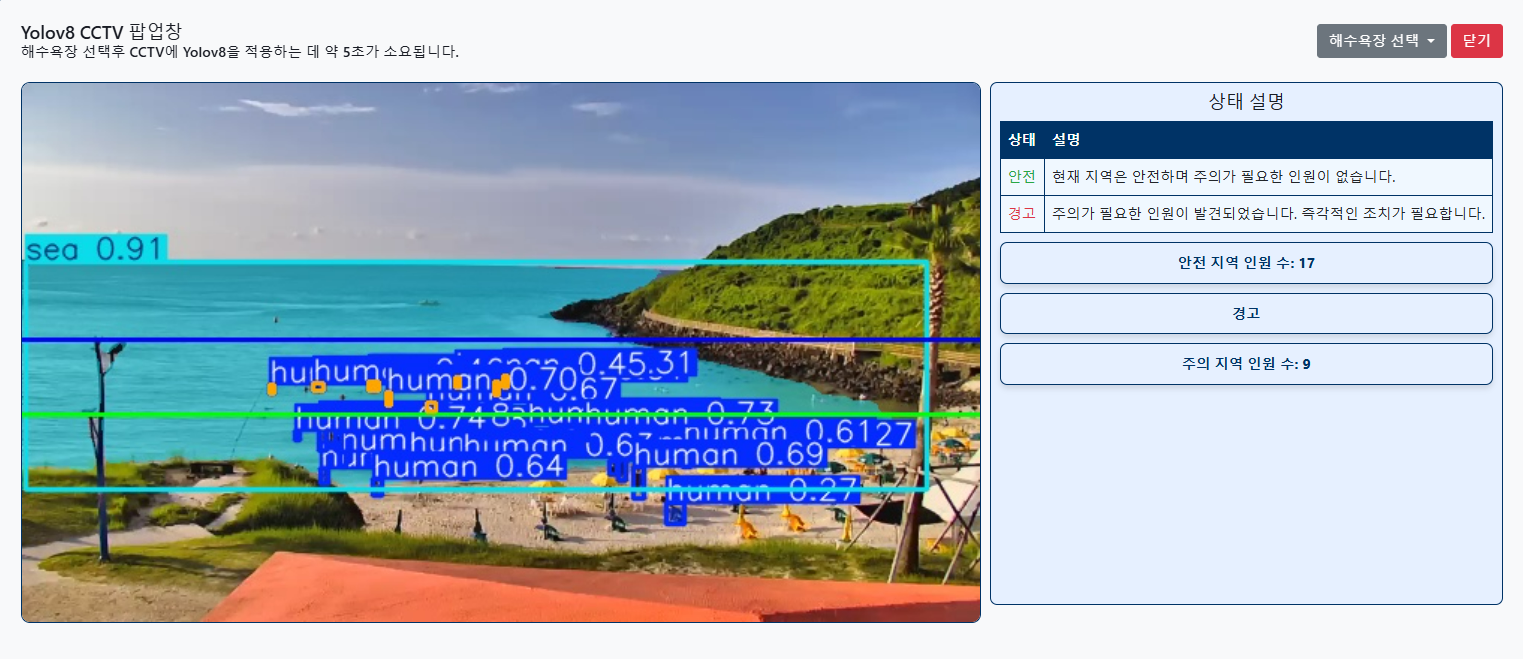 Yolov8 CCTV 팝업창
해수욕장 선택후 CCTV에 Yolov8을 적용하는 데 약 5초가 소요됩니다.
해수욕장 선택
닫기
sea 0.91
0.45.31
human 0.70
0.67
human 0.74
human 0.73
human
0.6127
human 0.69
human 0.64
human 0.27
상태 설명
상태 설명
안전 현재 지역은 안전하며 주의가 필요한 인원이 없습니다.
경고 주의가 필요한 인원이 발견되었습니다. 즉각적인 조치가 필요합니다.
안전 지역 인원 수: 17
경고
주의 지역 인원 수: 9